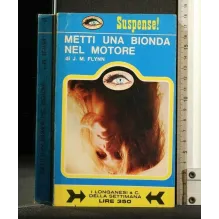 Suspense!
METTI UNA BIONDA
NEL MOTORE
di J. M. FLYNN
I LONGANESI & C.
DELLA SETTIMANA
LIRE 350